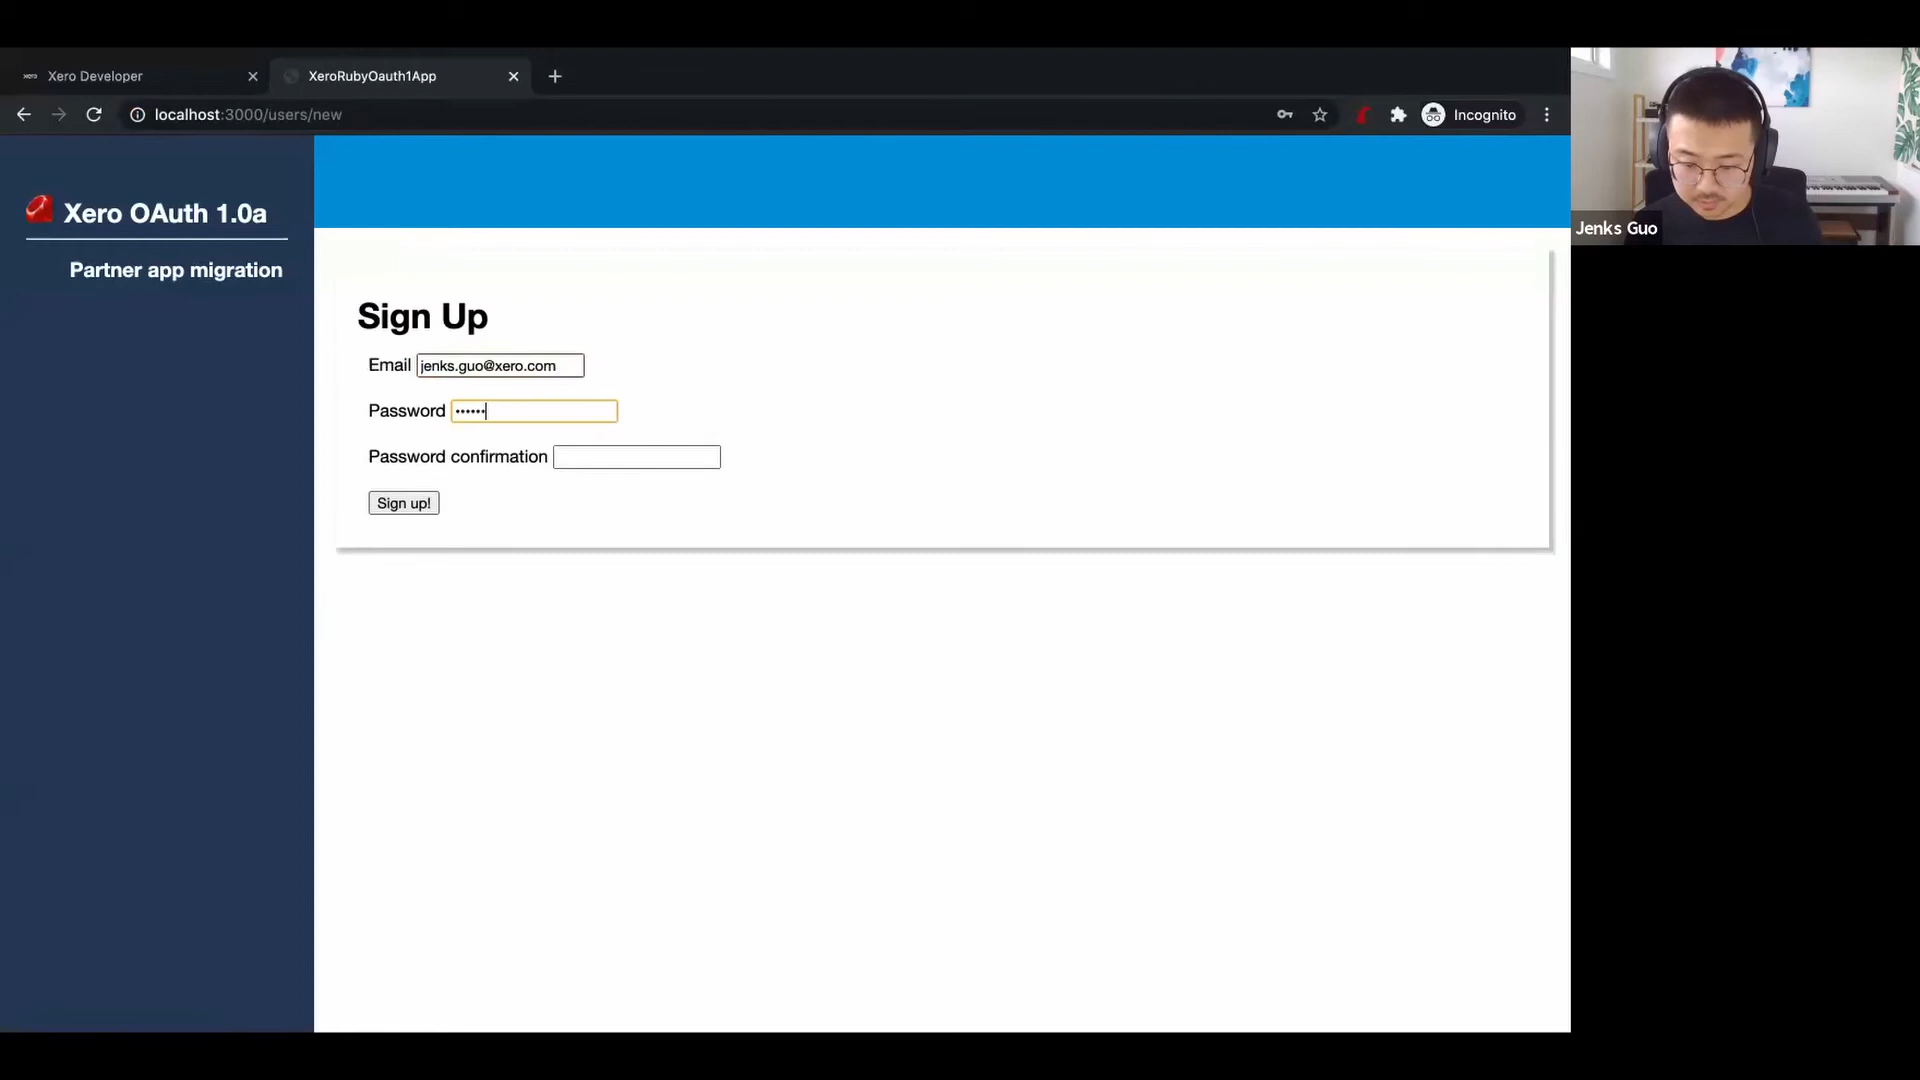 xero Xero Developer XeroRubyOauth1App
localhost:3000/users/new Incognito
Jenks Guo
Xero OAuth 1.0a
Partner app migration
Sign Up
Email jenks.guo@xero.com
Password ••••••
Password confirmation
Sign up!